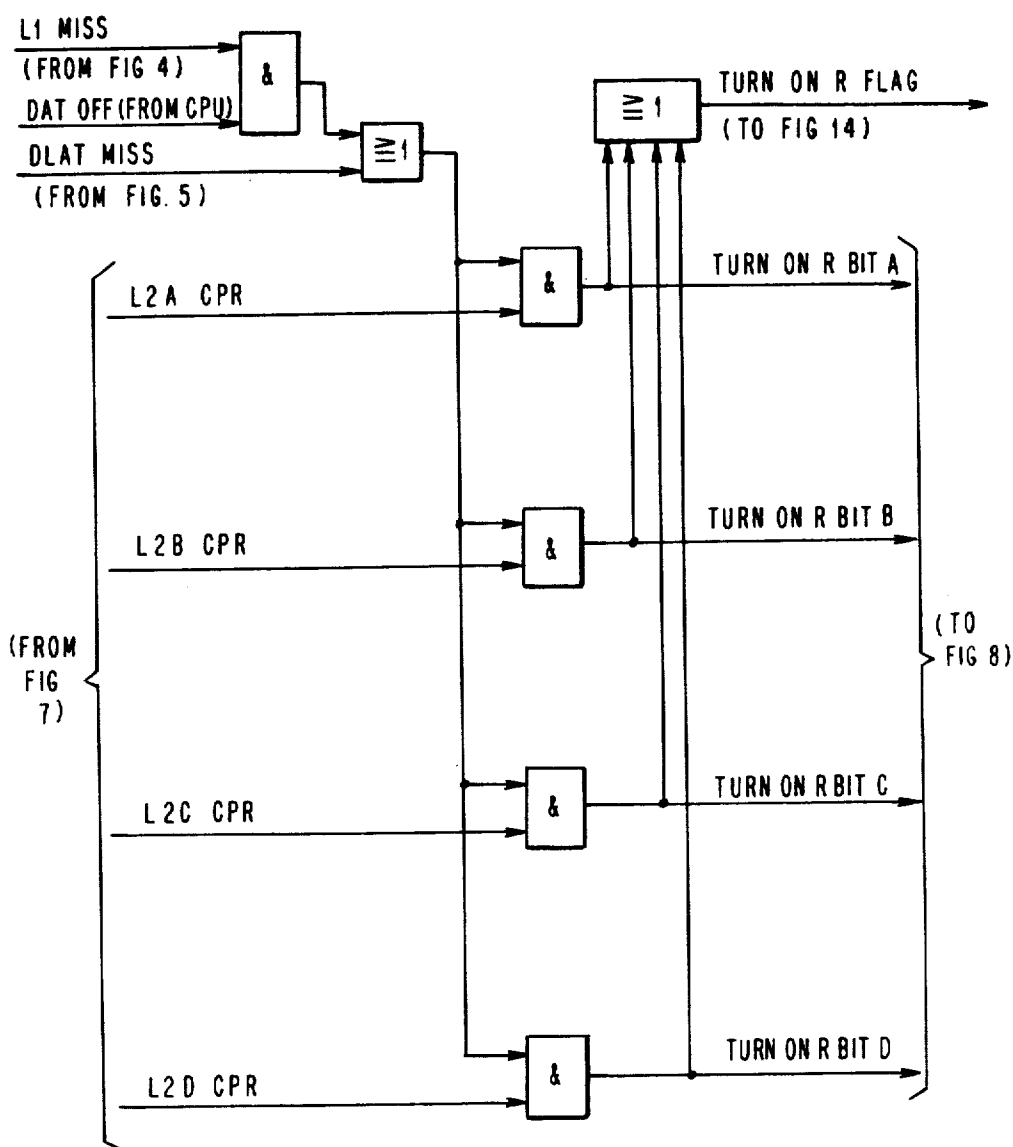 L1 MISS
(FROM FIG 4)
DAT OFF (FROM CPU)
DLAT MISS
(FROM FIG. 5)
&
≧ 1
≧ 1
TURN ON R FLAG
(TO FIG 14)
L2A CPR
&
TURN ON R BIT A
L2B CPR
&
TURN ON R BIT B
(FROM
FIG
7)
(TO
FIG 8)
L2C CPR
&
TURN ON R BIT C
L2D CPR
&
TURN ON R BIT D